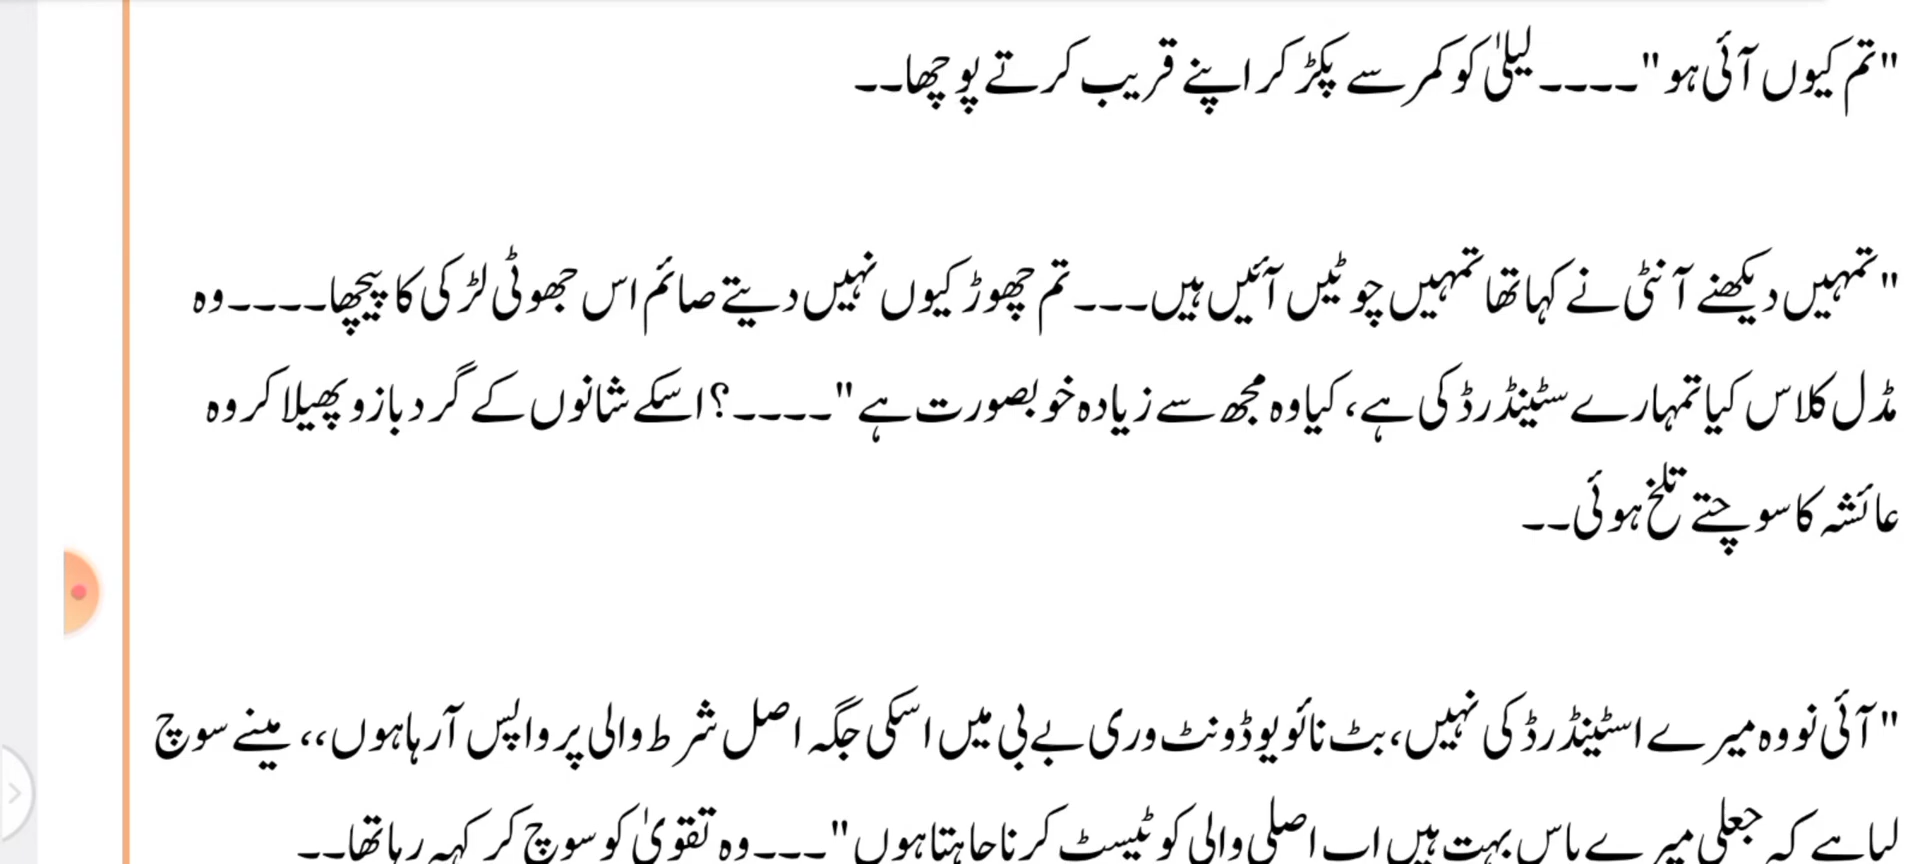 "تم کیوں آئی ہو"۔۔۔۔ لیلیٰ کو کمر سے پکڑ کر اپنے قریب کرتے پوچھا۔۔
"تمہیں دیکھنے آنٹی نے کہا تھا تمہیں چوٹیں آئیں ہیں۔۔۔ تم چھوڑ کیوں نہیں دیتے صائم اس جھوٹی لڑکی کا پیچھا۔۔۔۔ وہ
مڈل کلاس کیا تمہارے سٹینڈرڈ کی ہے، کیا وہ مجھ سے زیادہ خوبصورت ہے"۔۔۔۔؟ اسکے شانوں کے گرد بازو پھیلا کر وہ
عائشہ کا سوچتے تلخ ہوئی۔۔
"آئی نو وہ میرے اسٹینڈرڈ کی نہیں، بٹ نائو یو ڈونٹ وری بے بی میں اسکی جگہ اصل شرط والی پر واپس آرہا ہوں،، مینے سوچ
لیا ہے کہ جعلی میرے پاس بہت ہیں اب اصلی والی کو ٹیسٹ کرنا چاہتا ہوں"۔۔۔ وہ تقویٰ کو سوچ کر کہہ رہا تھا۔۔